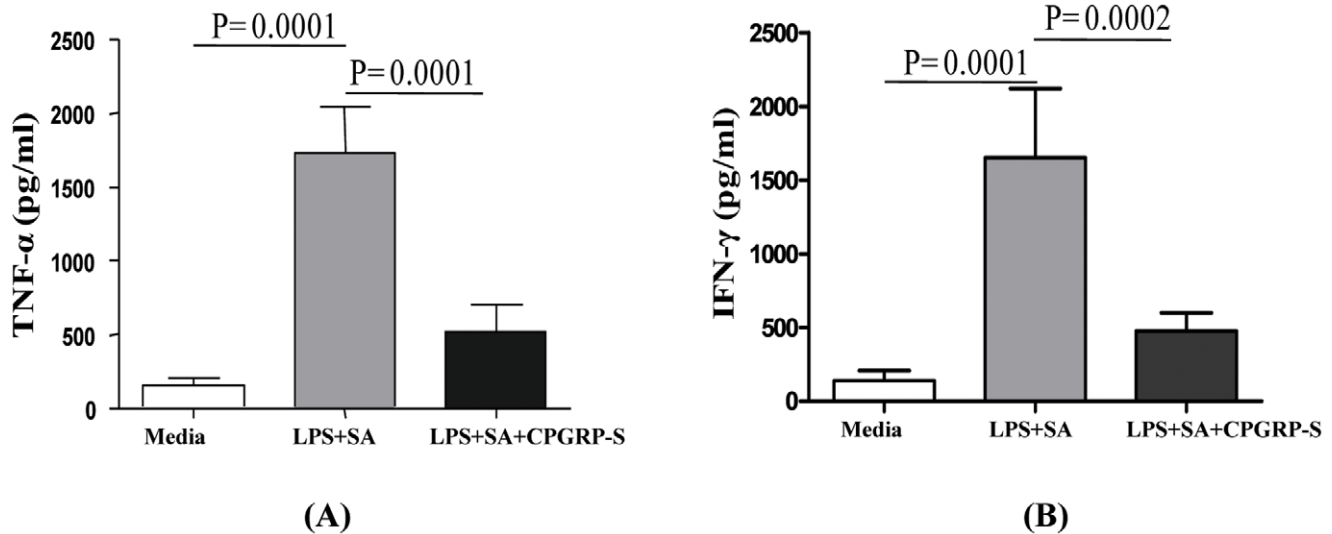 P=0.0001
P=0.0001
2500
2000
1500
1000
500
0
TNF-α (pg/ml)
Media
LPS+SA
LPS+SA+CPGRP-S
(A)
P=0.0002
P=0.0001
2500
2000
1500
1000
500
0
IFN-γ (pg/ml)
Media
LPS+SA
LPS+SA+CPGRP-S
(B)